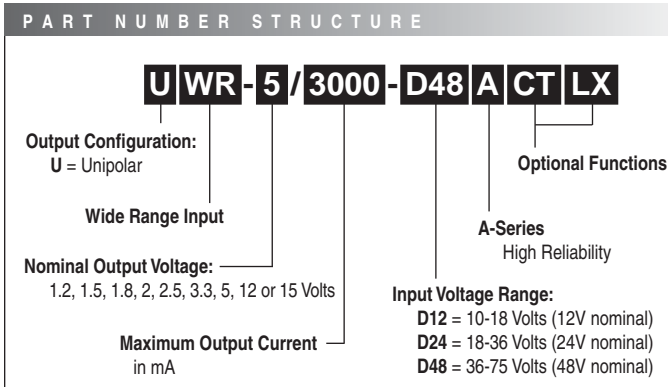 PART NUMBER STRUCTURE
U WR - 5 / 3000 - D48 A CT LX
Output Configuration:
U = Unipolar
Optional Functions
Wide Range Input
A-Series
High Reliability
Nominal Output Voltage:
1.2, 1.5, 1.8, 2, 2.5, 3.3, 5, 12 or 15 Volts
Input Voltage Range:
D12 = 10-18 Volts (12V nominal)
D24 = 18-36 Volts (24V nominal)
D48 = 36-75 Volts (48V nominal)
Maximum Output Current
in mA